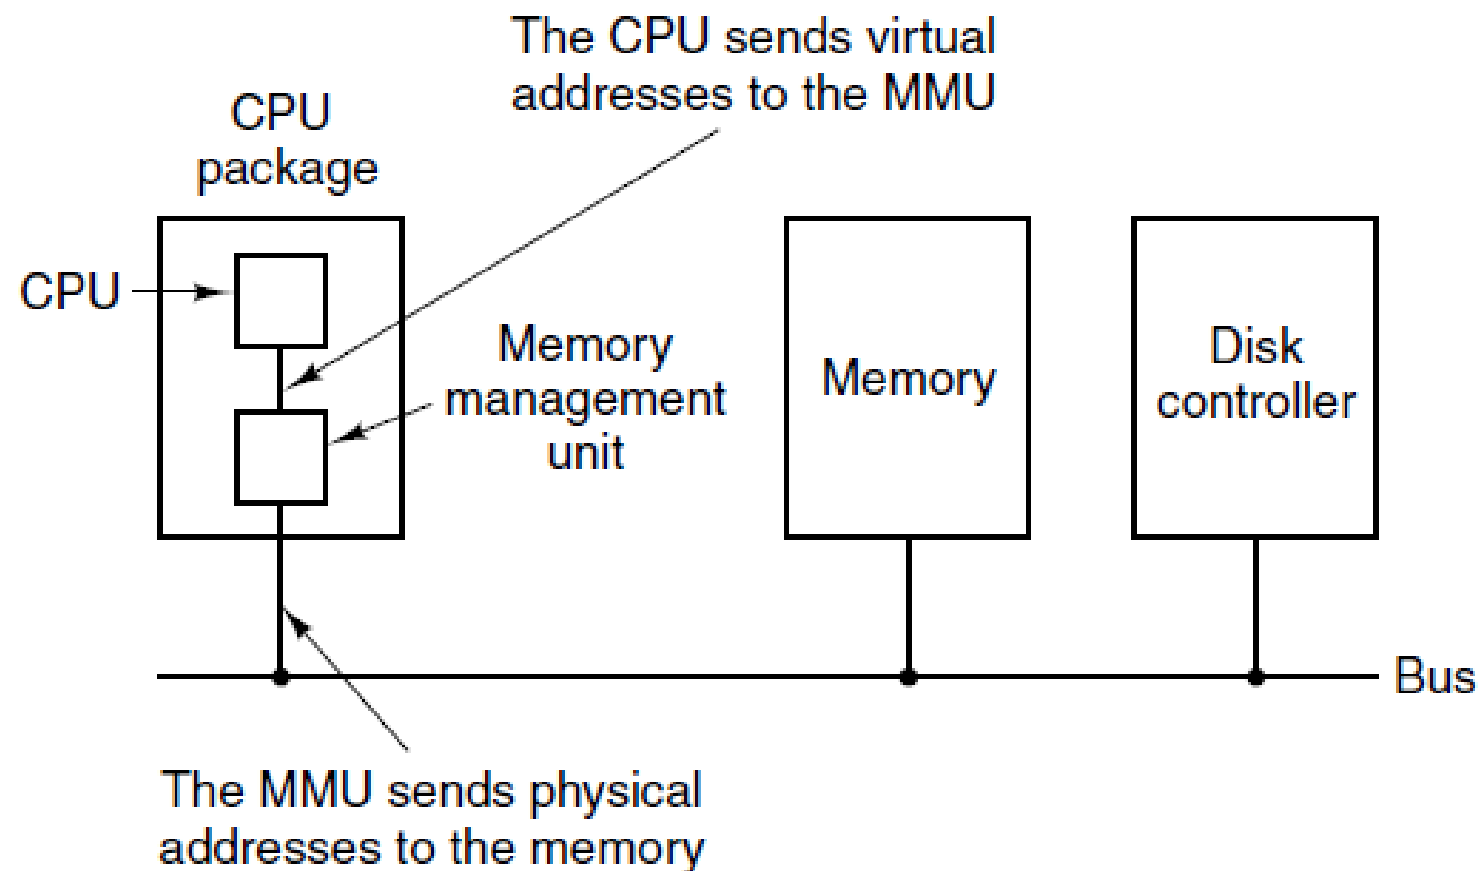 The CPU sends virtual
addresses to the MMU
CPU
package
CPU
Memory
management
unit
Memory
Disk
controller
Bus
The MMU sends physical
addresses to the memory